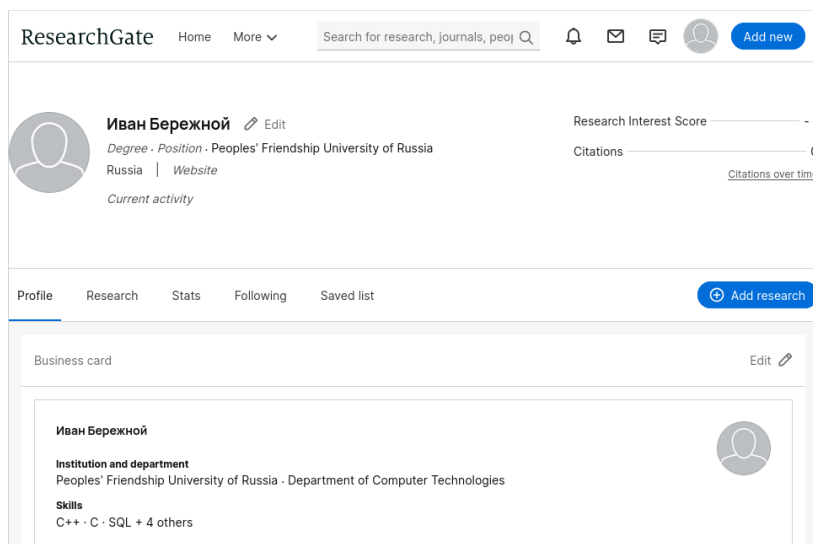 ResearchGate Home More Search for research, journals, peop Add new
Иван Бережной Edit
Degree · Position · Peoples' Friendship University of Russia
Russia | Website
Current activity
Research Interest Score -
Citations 0
Citations over time
Profile Research Stats Following Saved list Add research
Business card Edit
Иван Бережной
Institution and department
Peoples' Friendship University of Russia · Department of Computer Technologies
Skills
C++ · C · SQL + 4 others